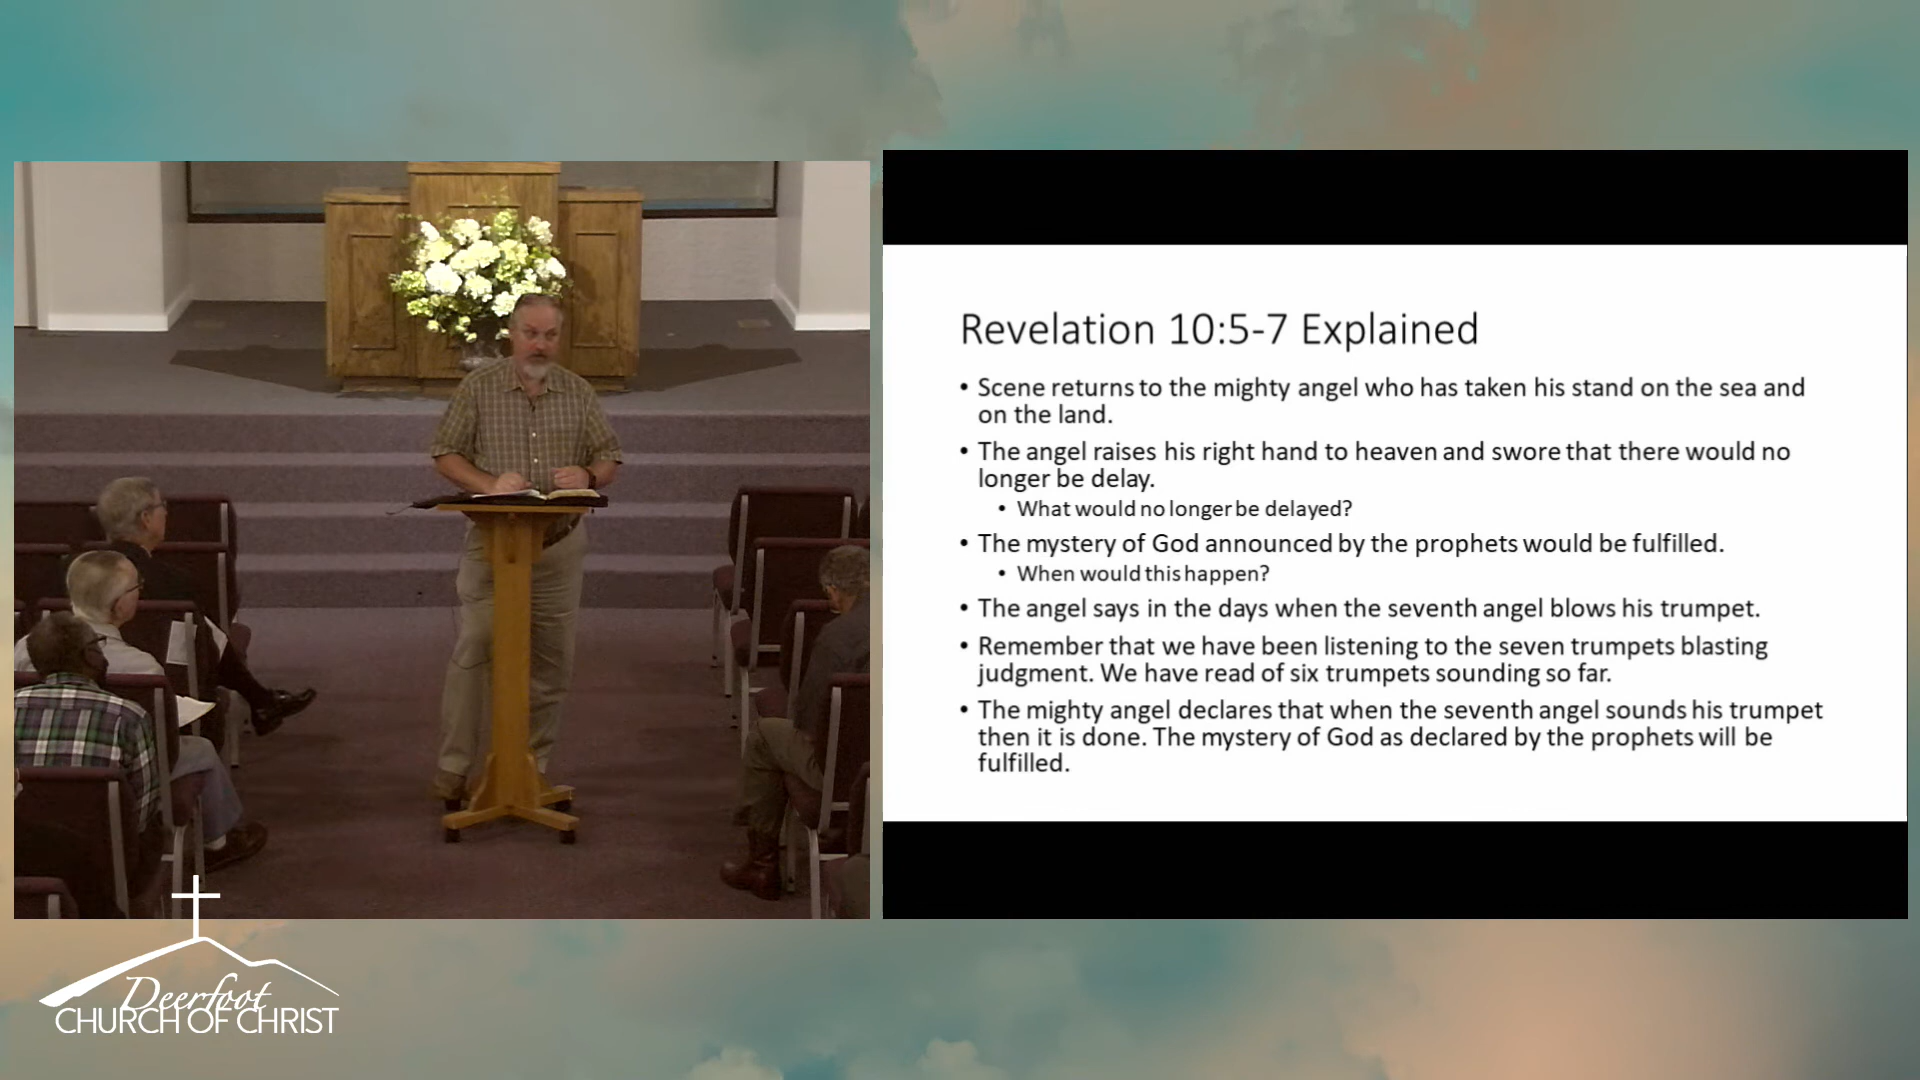 Revelation 10:5-7 Explained
• Scene returns to the mighty angel who has taken his stand on the sea and
on the land.
• The angel raises his right hand to heaven and swore that there would no
longer be delay.
• What would no longer be delayed?
• The mystery of God announced by the prophets would be fulfilled.
• When would this happen?
• The angel says in the days when the seventh angel blows his trumpet.
• Remember that we have been listening to the seven trumpets blasting
judgment. We have read of six trumpets sounding so far.
• The mighty angel declares that when the seventh angel sounds his trumpet
then it is done. The mystery of God as declared by the prophets will be
fulfilled.
Deerfoot
CHURCH OF CHRIST